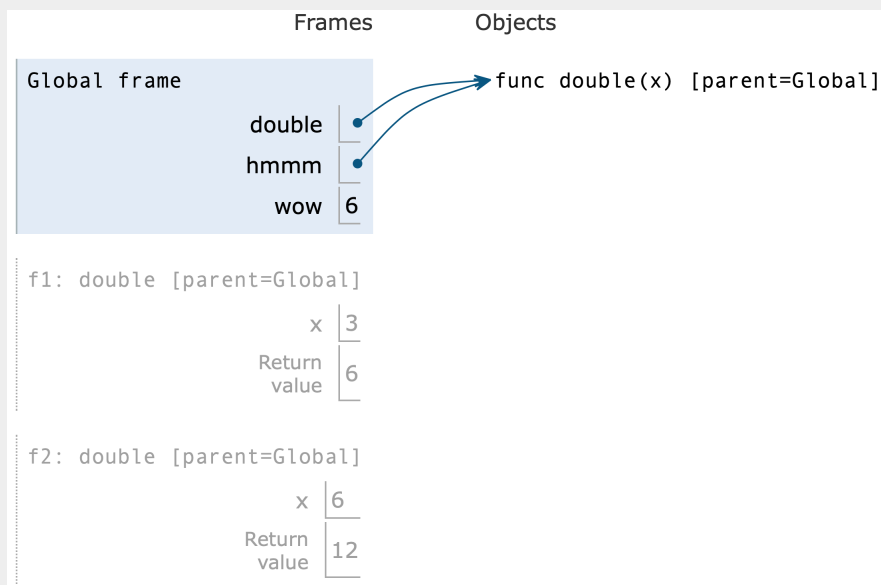 Frames Objects
Global frame
func double(x) [parent=Global]
double
hmmm
wow 6
f1: double [parent=Global]
x 3
Return
value 6
f2: double [parent=Global]
x 6
Return
value 12